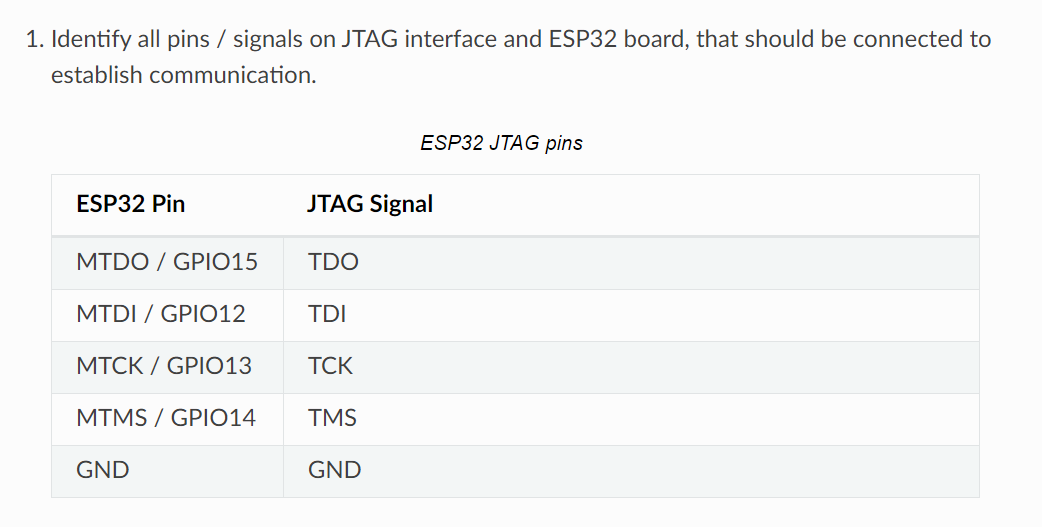 1. Identify all pins / signals on JTAG interface and ESP32 board, that should be connected to
establish communication.
ESP32 JTAG pins
ESP32 Pin JTAG Signal
MTDO / GPIO15 TDO
MTDI / GPIO12 TDI
MTCK / GPIO13 TCK
MTMS / GPIO14 TMS
GND GND